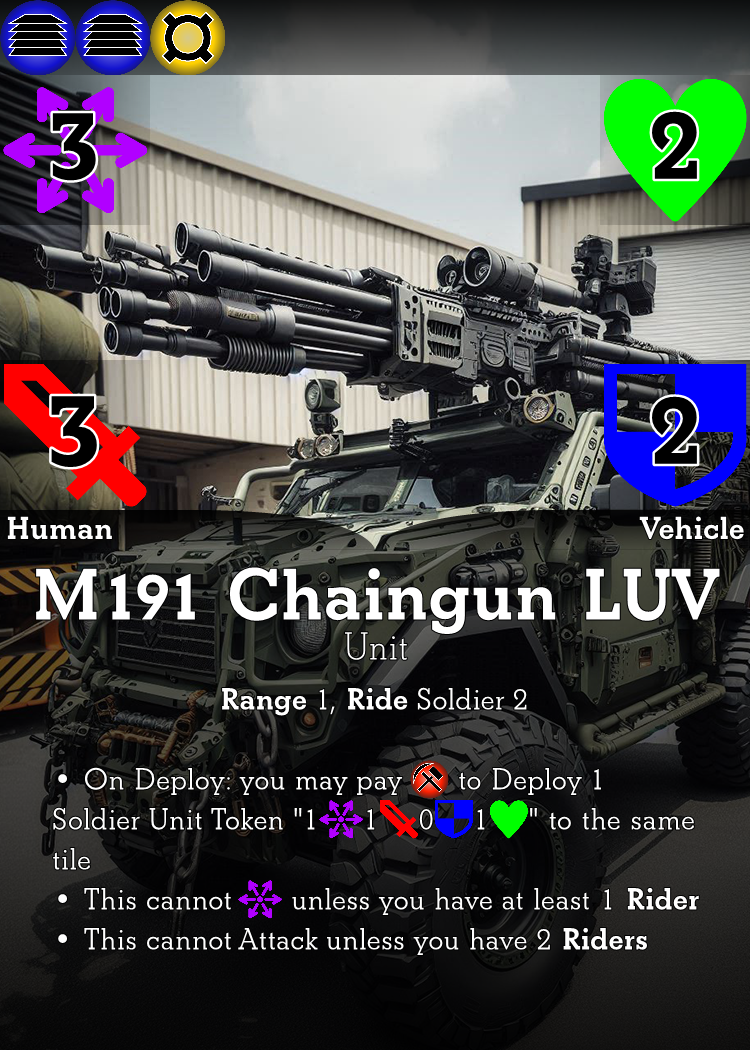 3
2
3
2
Human Vehicle
M191 Chaingun LUV
Unit
Range 1, Ride Soldier 2
• On Deploy: you may pay to Deploy 1
Soldier Unit Token "1 1 0 1 " to the same
tile
• This cannot unless you have at least 1 Rider
• This cannot Attack unless you have 2 Riders